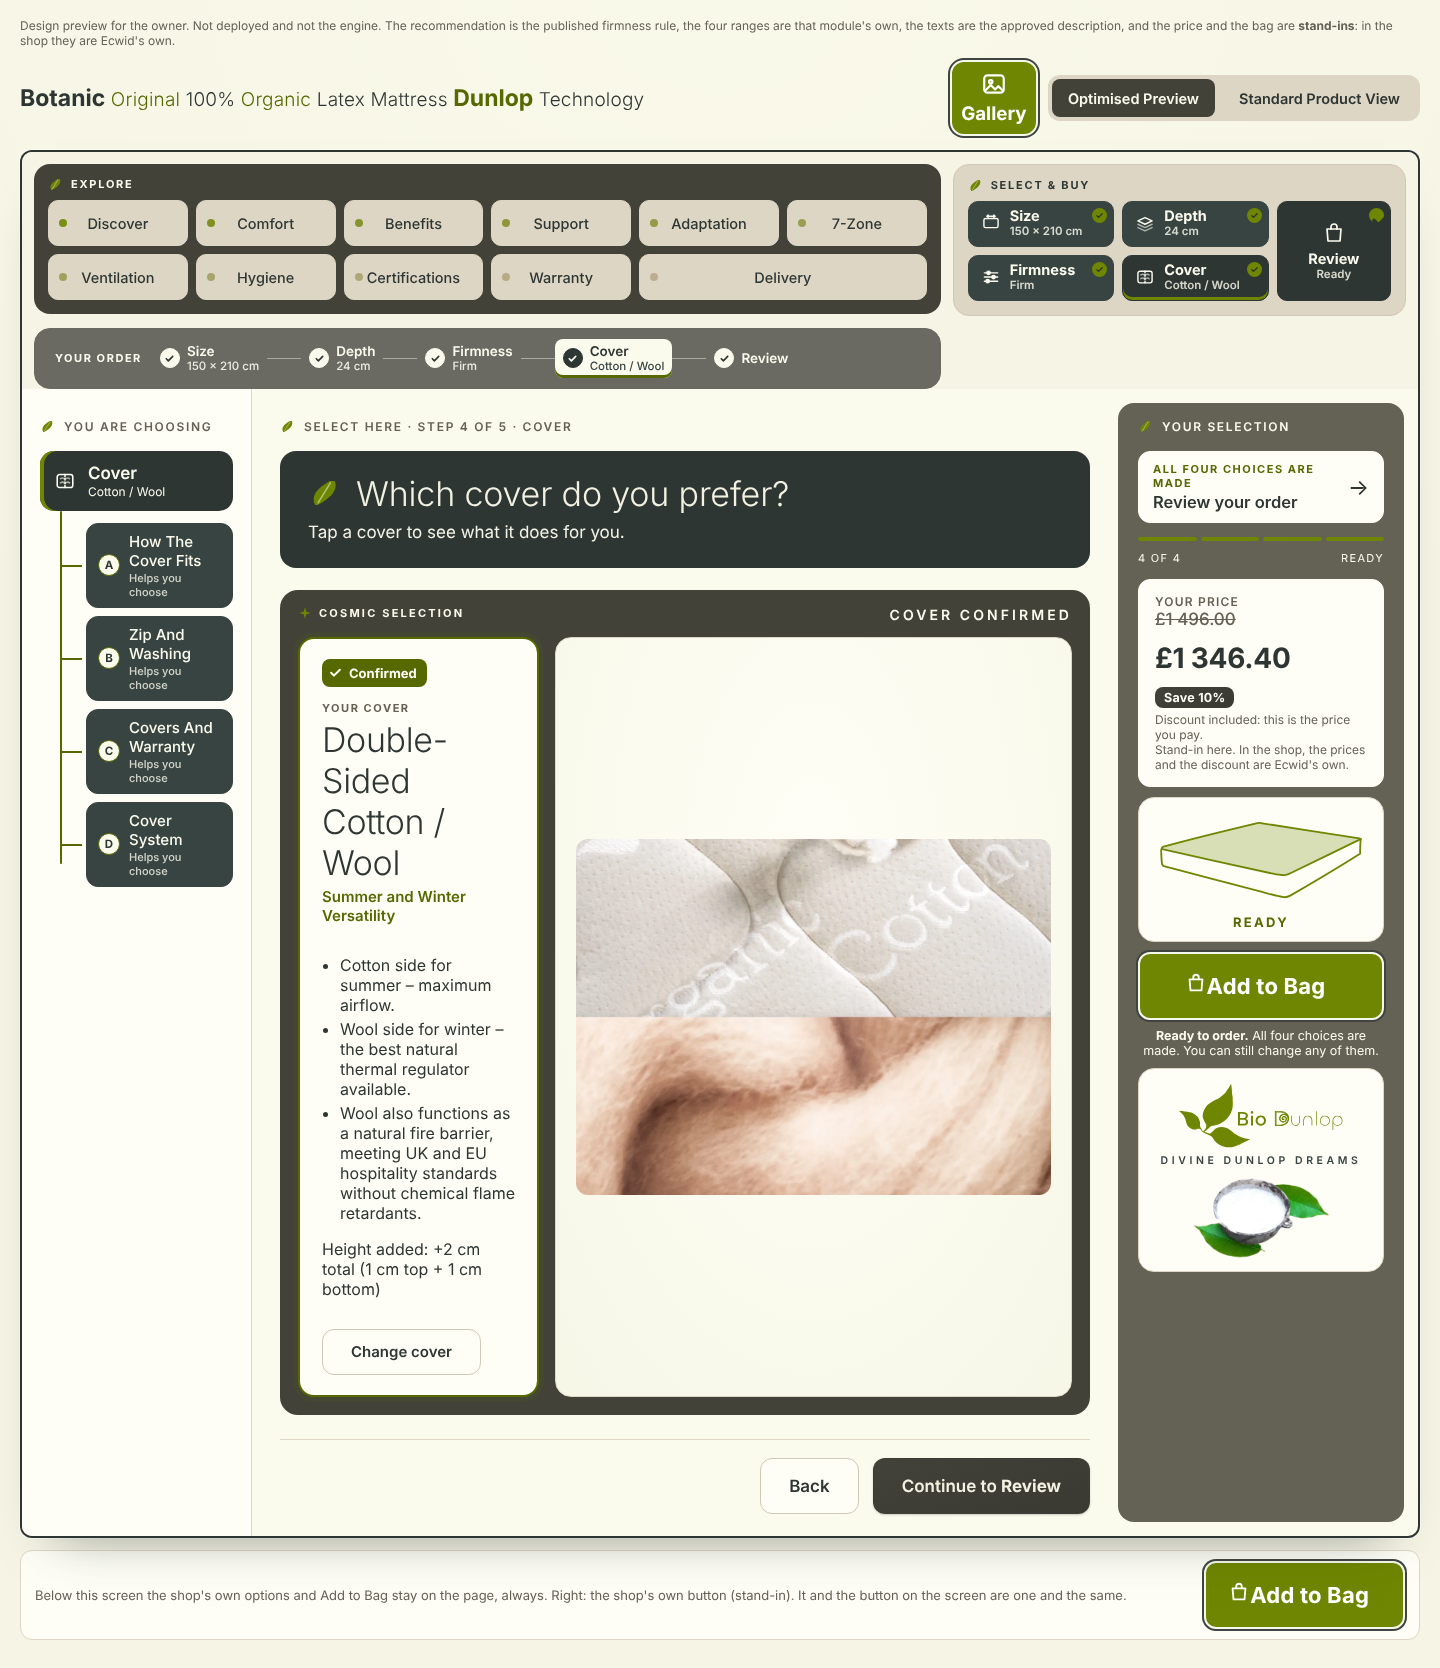 Design preview for the owner. Not deployed and not the engine. The recommendation is the published firmness rule, the four ranges are that module's own, the texts are the approved description, and the price and the bag are stand-ins: in the
shop they are Ecwid's own.
Botanic Original 100% Organic Latex Mattress Dunlop Technology
Gallery
Optimised Preview
Standard Product View
EXPLORE
Discover
Comfort
Benefits
Support
Adaptation
7-Zone
Ventilation
Hygiene
Certifications
Warranty
Delivery
SELECT & BUY
Size
150 × 210 cm
Depth
24 cm
Firmness
Firm
Cover
Cotton / Wool
Review
Ready
YOUR ORDER
Size
150 × 210 cm
Depth
24 cm
Firmness
Firm
Cover
Cotton / Wool
Review
YOU ARE CHOOSING
Cover
Cotton / Wool
A
How The
Cover Fits
Helps you
choose
B
Zip And
Washing
Helps you
choose
C
Covers And
Warranty
Helps you
choose
D
Cover
System
Helps you
choose
SELECT HERE · STEP 4 OF 5 · COVER
Which cover do you prefer?
Tap a cover to see what it does for you.
COSMIC SELECTION
COVER CONFIRMED
Confirmed
YOUR COVER
Double-
Sided
Cotton /
Wool
Summer and Winter
Versatility
• Cotton side for
summer – maximum
airflow.
• Wool side for winter –
the best natural
thermal regulator
available.
• Wool also functions as
a natural fire barrier,
meeting UK and EU
hospitality standards
without chemical flame
retardants.
Height added: +2 cm
total (1 cm top + 1 cm
bottom)
Change cover
ganic Cotton
Back
Continue to Review
YOUR SELECTION
ALL FOUR CHOICES ARE
MADE
Review your order
4 OF 4
READY
YOUR PRICE
£1 496.00
£1 346.40
Save 10%
Discount included: this is the price
you pay.
Stand-in here. In the shop, the prices
and the discount are Ecwid's own.
READY
Add to Bag
Ready to order. All four choices are
made. You can still change any of them.
Bio Dunlop
DIVINE DUNLOP DREAMS
Below this screen the shop's own options and Add to Bag stay on the page, always. Right: the shop's own button (stand-in). It and the button on the screen are one and the same.
Add to Bag